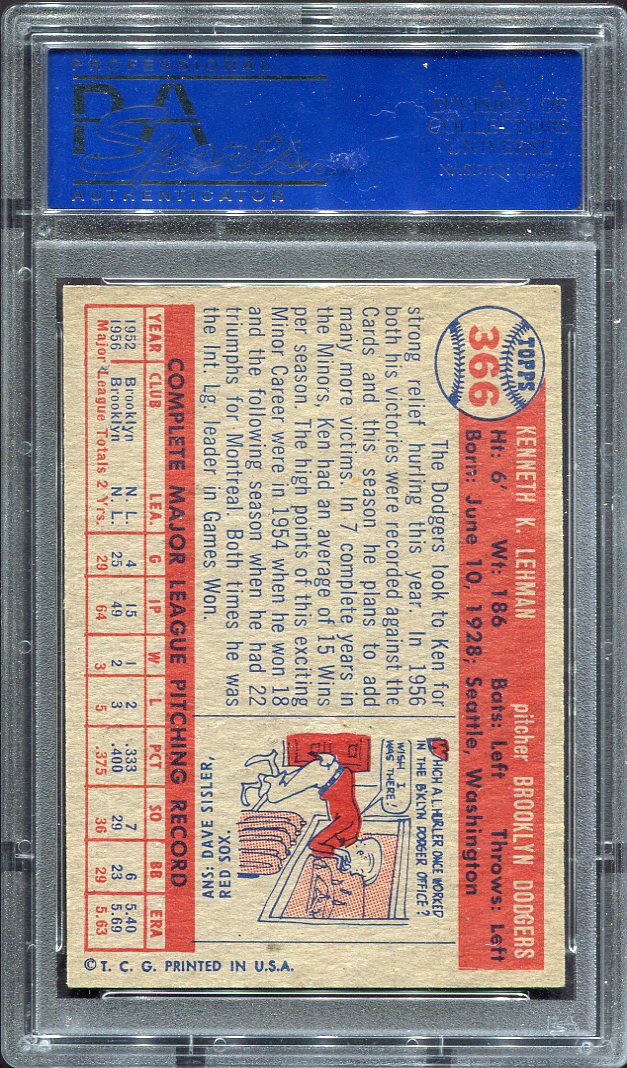 PROFESSIONAL
PSA
Sports
AUTHENTICATOR
A
DIVISION OF
COLLECTORS
UNIVERSE
NASDAQ: CLCT
TOPPS
366
KENNETH K. LEHMAN pitcher BROOKLYN DODGERS
Ht: 6' Wt: 186 Bats: Left Throws: Left
Born: June 10, 1928; Seattle, Washington
The Dodgers look to Ken for
strong relief hurling this year. In 1956
both his victories were recorded against the
Cards and this season he plans to add
many more victims. In 7 complete years in
the Minors, Ken had an average of 15 Wins
per season. The high points of this exciting
Minor Career were in 1954 when he won 18
and the following season when he had 22
triumphs for Montreal. Both times he was
the Int. Lg. leader in Games Won.
WHICH A.L. HURLER ONCE WORKED
IN THE B'KLYN DODGER OFFICE?
WISH I
WAS THERE!
ANS: DAVE SISLER,
RED SOX.
COMPLETE MAJOR LEAGUE PITCHING RECORD
YEAR CLUB LEA. G IP W L PCT SO BB ERA
1952 Brooklyn N. L. 4 15 1 2 .333 7 6 5.40
1956 Brooklyn N. L. 25 49 2 3 .400 29 23 5.69
Major League Totals 2 Yrs. 29 64 3 5 .375 36 29 5.63
© T. C. G. PRINTED IN U.S.A.